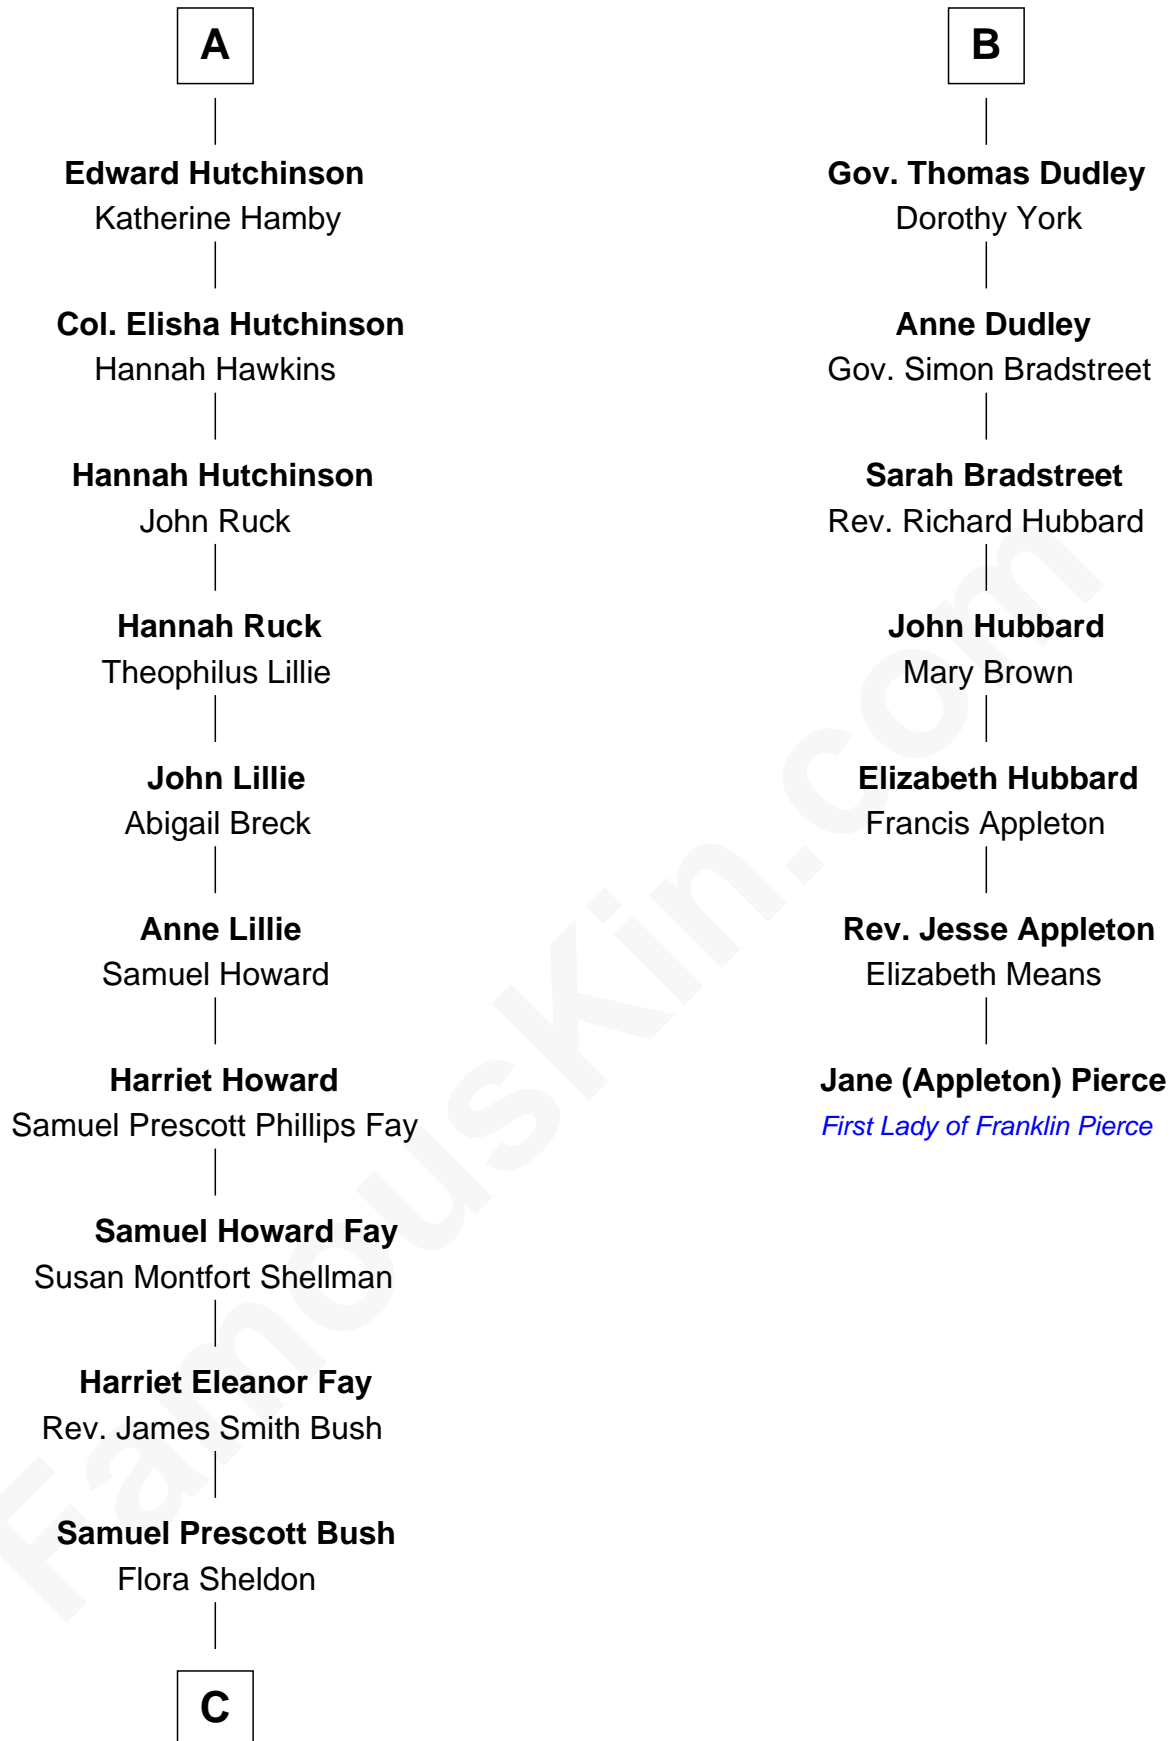 A
Edward Hutchinson
Katherine Hamby
Col. Elisha Hutchinson
Hannah Hawkins
Hannah Hutchinson
John Ruck
Hannah Ruck
Theophilus Lillie
John Lillie
Abigail Breck
Anne Lillie
Samuel Howard
Harriet Howard
Samuel Prescott Phillips Fay
Samuel Howard Fay
Susan Montfort Shellman
Harriet Eleanor Fay
Rev. James Smith Bush
Samuel Prescott Bush
Flora Sheldon
C
B
Gov. Thomas Dudley
Dorothy York
Anne Dudley
Gov. Simon Bradstreet
Sarah Bradstreet
Rev. Richard Hubbard
John Hubbard
Mary Brown
Elizabeth Hubbard
Francis Appleton
Rev. Jesse Appleton
Elizabeth Means
Jane (Appleton) Pierce
First Lady of Franklin Pierce
FamousKin.com